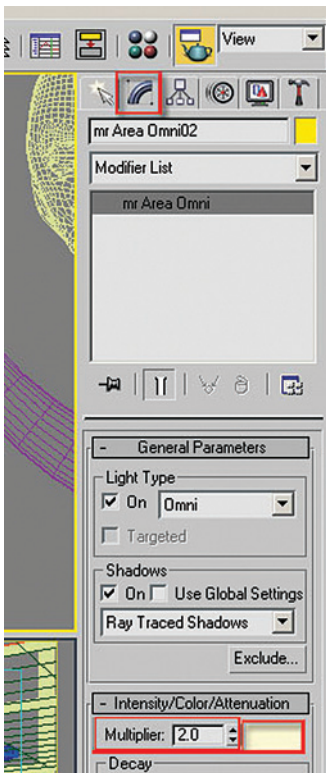 View
mr Area Omni02
Modifier List
mr Area Omni
- General Parameters
Light Type
On Omni
Targeted
Shadows
On Use Global Settings
Ray Traced Shadows
Exclude...
- Intensity/Color/Attenuation
Multiplier: 2.0
Decay